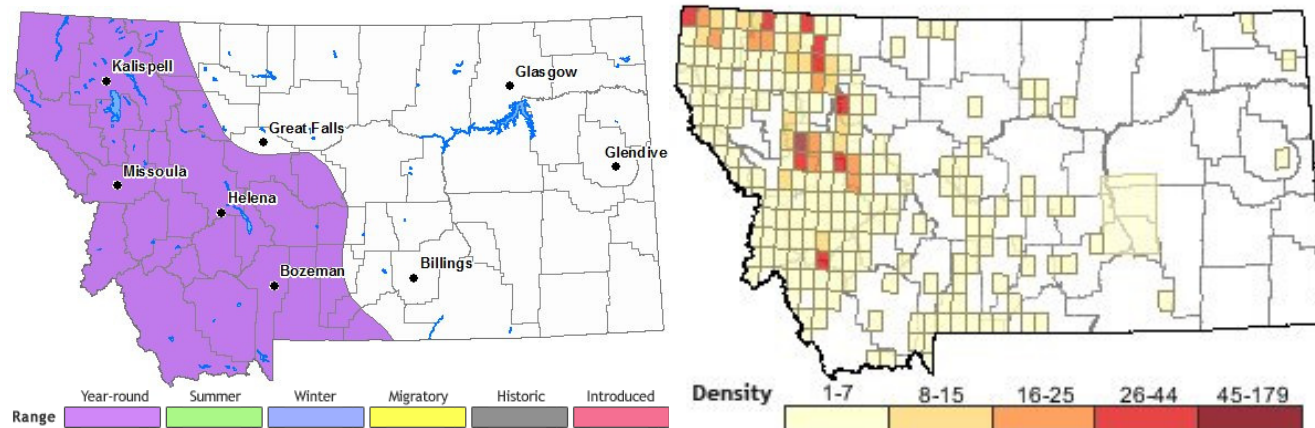 Kalispell
Glasgow
Great Falls
Glendive
Missoula
Helena
Billings
Bozeman
Range Year-round Summer Winter Migratory Historic Introduced
Density 1-7 8-15 16-25 26-44 45-179